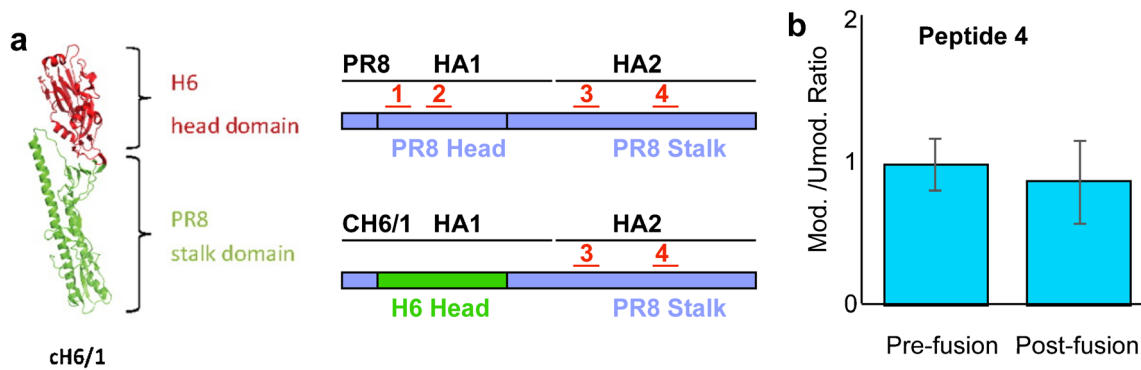 a
H6
head domain
PR8
stalk domain
cH6/1
PR8 HA1 HA2
1 2 3 4
PR8 Head PR8 Stalk
CH6/1 HA1 HA2
3 4
H6 Head PR8 Stalk
b
Peptide 4
Mod. /Umod. Ratio
2
1
0
Pre-fusion Post-fusion